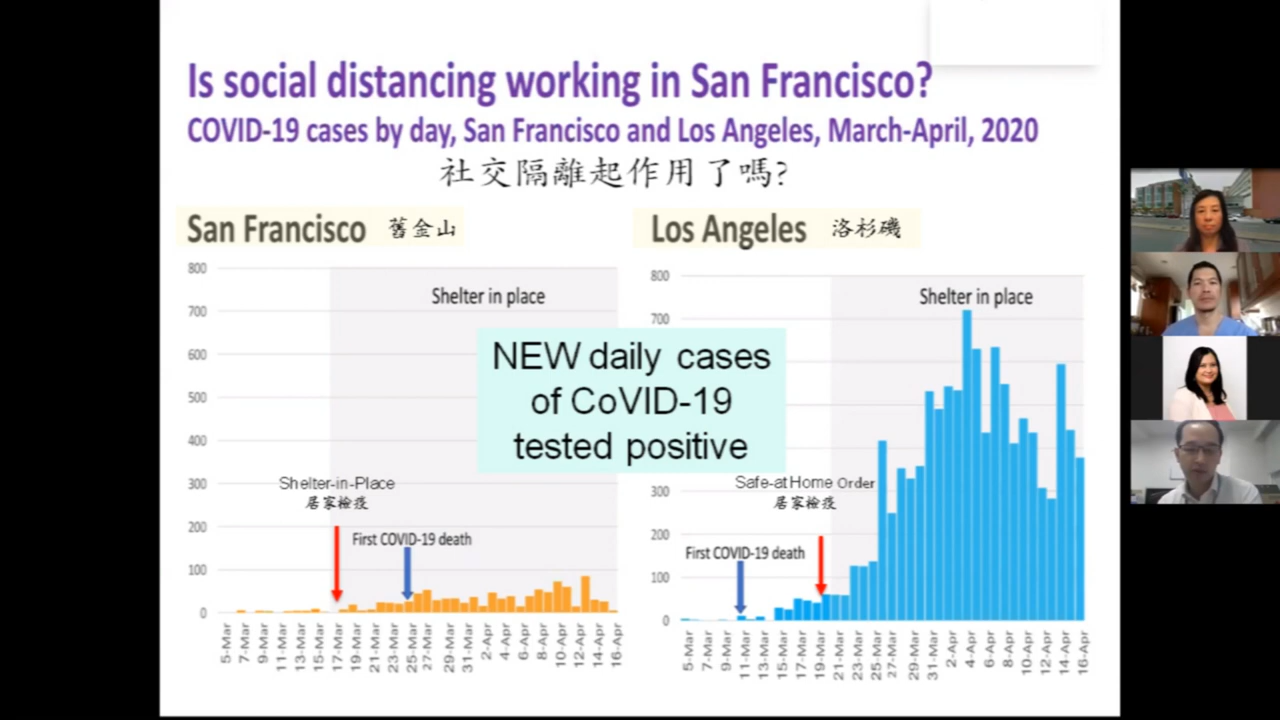 Is social distancing working in San Francisco?
COVID-19 cases by day, San Francisco and Los Angeles, March-April, 2020
社交隔離起作用了嗎?
San Francisco 舊金山
800
700
600
500
400
300
200
100
0
Shelter in place
Shelter-in-Place
居家檢疫
First COVID-19 death
5-Mar
7-Mar
9-Mar
11-Mar
13-Mar
15-Mar
17-Mar
19-Mar
21-Mar
23-Mar
25-Mar
27-Mar
29-Mar
31-Mar
2-Apr
4-Apr
6-Apr
8-Apr
10-Apr
12-Apr
14-Apr
16-Apr
NEW daily cases
of CoVID-19
tested positive
Los Angeles 洛杉磯
800
700
300
200
100
0
Shelter in place
Safe-at Home Order
居家檢疫
First COVID-19 death
5-Mar
7-Mar
9-Mar
11-Mar
13-Mar
15-Mar
17-Mar
19-Mar
21-Mar
23-Mar
25-Mar
27-Mar
29-Mar
31-Mar
2-Apr
4-Apr
6-Apr
8-Apr
10-Apr
12-Apr
14-Apr
16-Apr